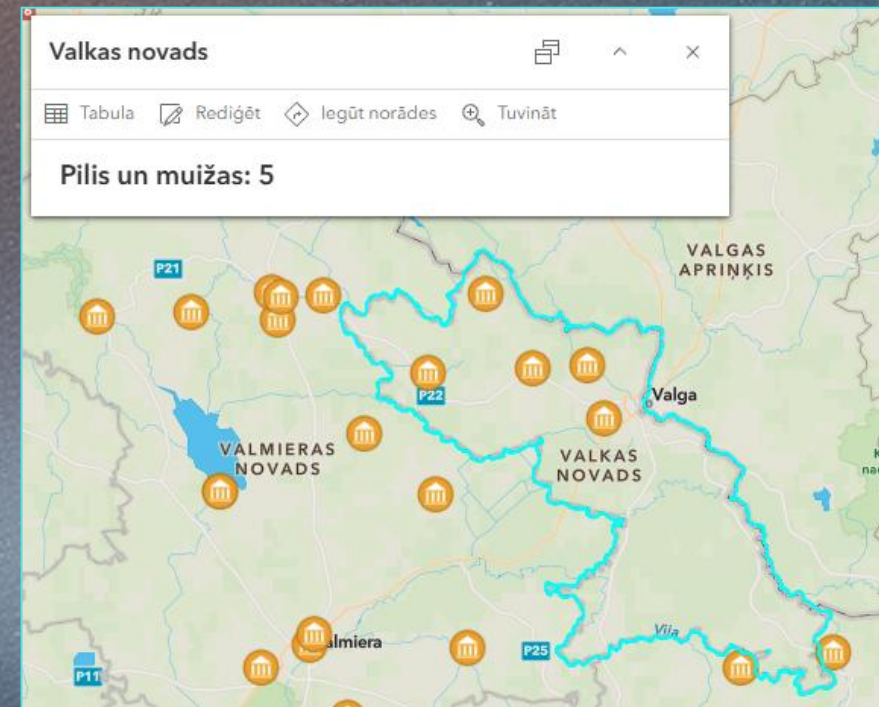 Valkas novads
Tabula Rediģēt Iegūt norādes Tuvināt
Pilis un muižas: 5
VALGAS
APRIŅĶIS
P21
P22
Valga
VALMIERAS
NOVADS
VALKAS
NOVADS
Vija
almiera
P25
P11